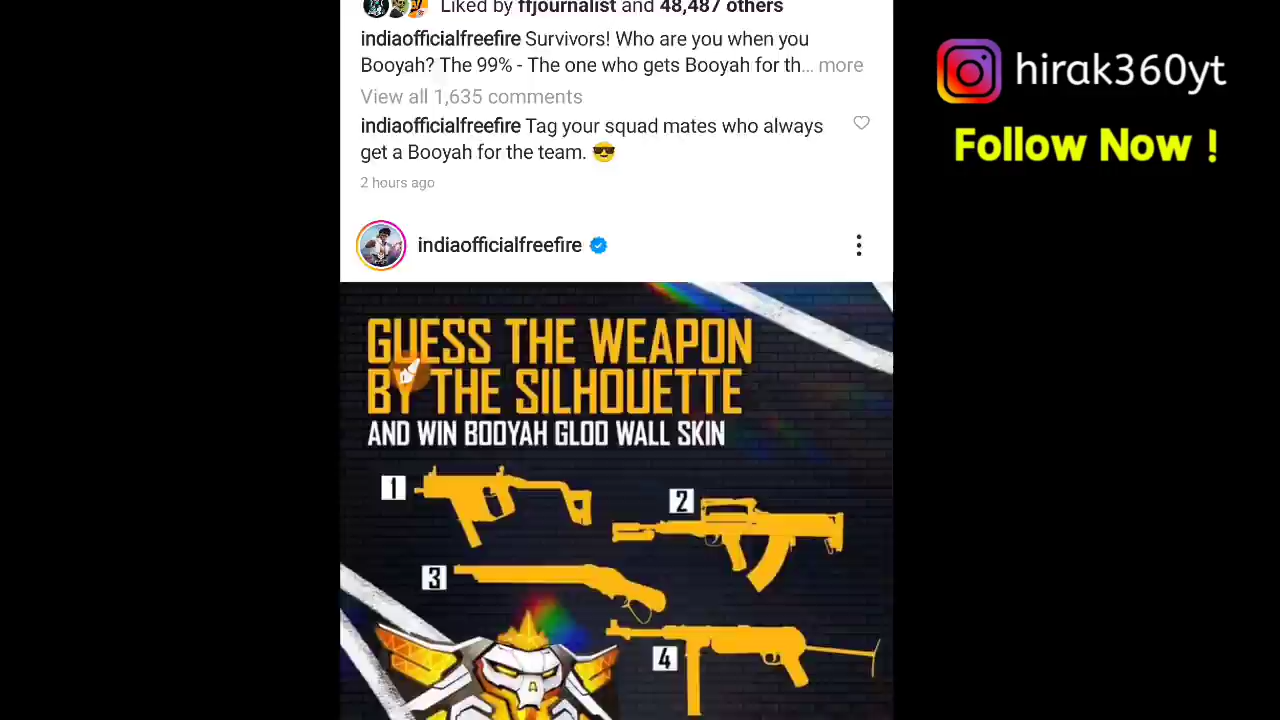 Liked by ffjournalist and 48,487 others
indiaofficialfreefire Survivors! Who are you when you
Booyah? The 99% - The one who gets Booyah for th... more
View all 1,635 comments
indiaofficialfreefire Tag your squad mates who always
get a Booyah for the team. 😎
2 hours ago
indiaofficialfreefire
GUESS THE WEAPON
BY THE SILHOUETTE
AND WIN BOOYAH GLOO WALL SKIN
1
2
3
4
hirak360yt
Follow Now !